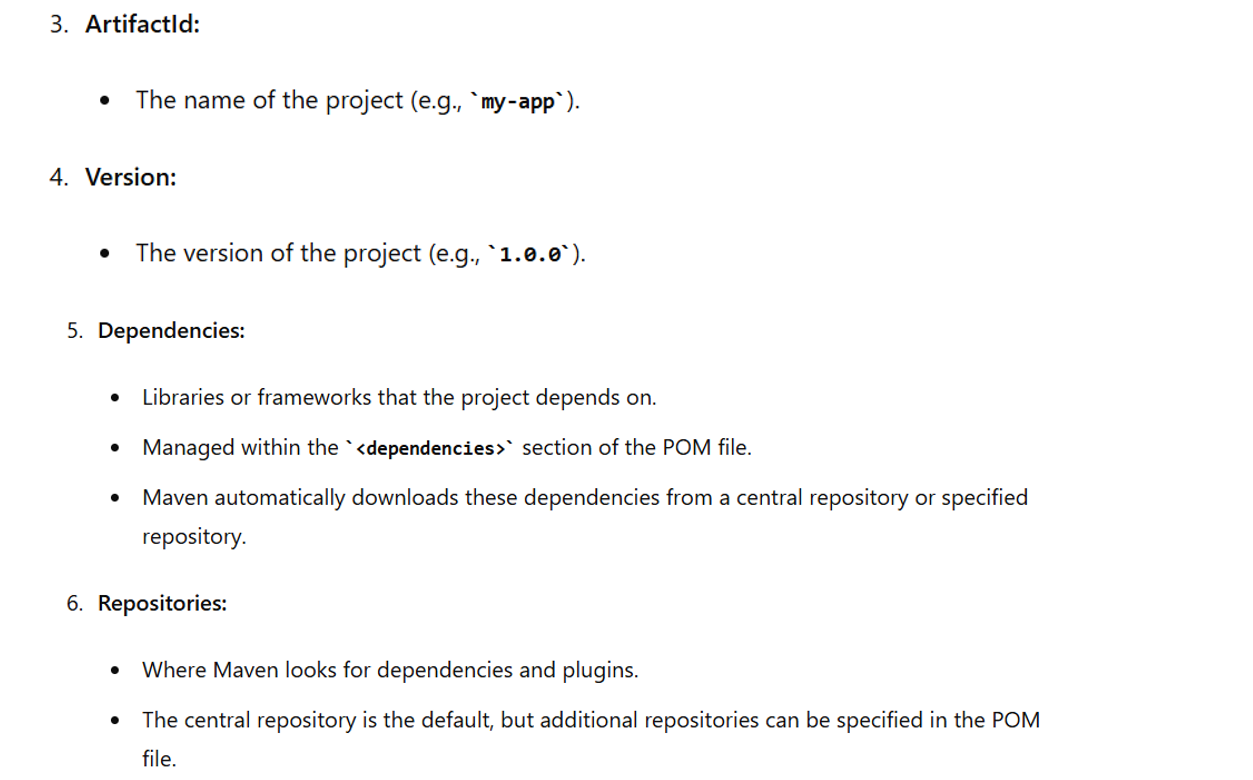 3. ArtifactId:
• The name of the project (e.g., `my-app`).
4. Version:
• The version of the project (e.g., `1.0.0`).
5. Dependencies:
• Libraries or frameworks that the project depends on.
• Managed within the `<dependencies>` section of the POM file.
• Maven automatically downloads these dependencies from a central repository or specified
repository.
6. Repositories:
• Where Maven looks for dependencies and plugins.
• The central repository is the default, but additional repositories can be specified in the POM
file.